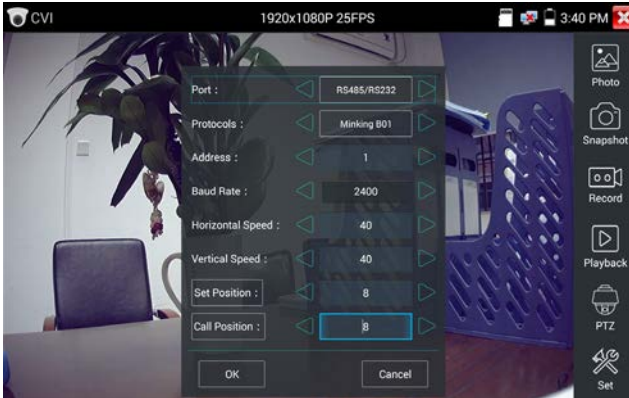 CVI 1920x1080P 25FPS 3:40 PM
Port : RS485/RS232
Protocols : Minking B01
Address : 1
Baud Rate : 2400
Horizontal Speed : 40
Vertical Speed : 40
Set Position : 8
Call Position : 8
OK Cancel
Photo
Snapshot
Record
Playback
PTZ
Set